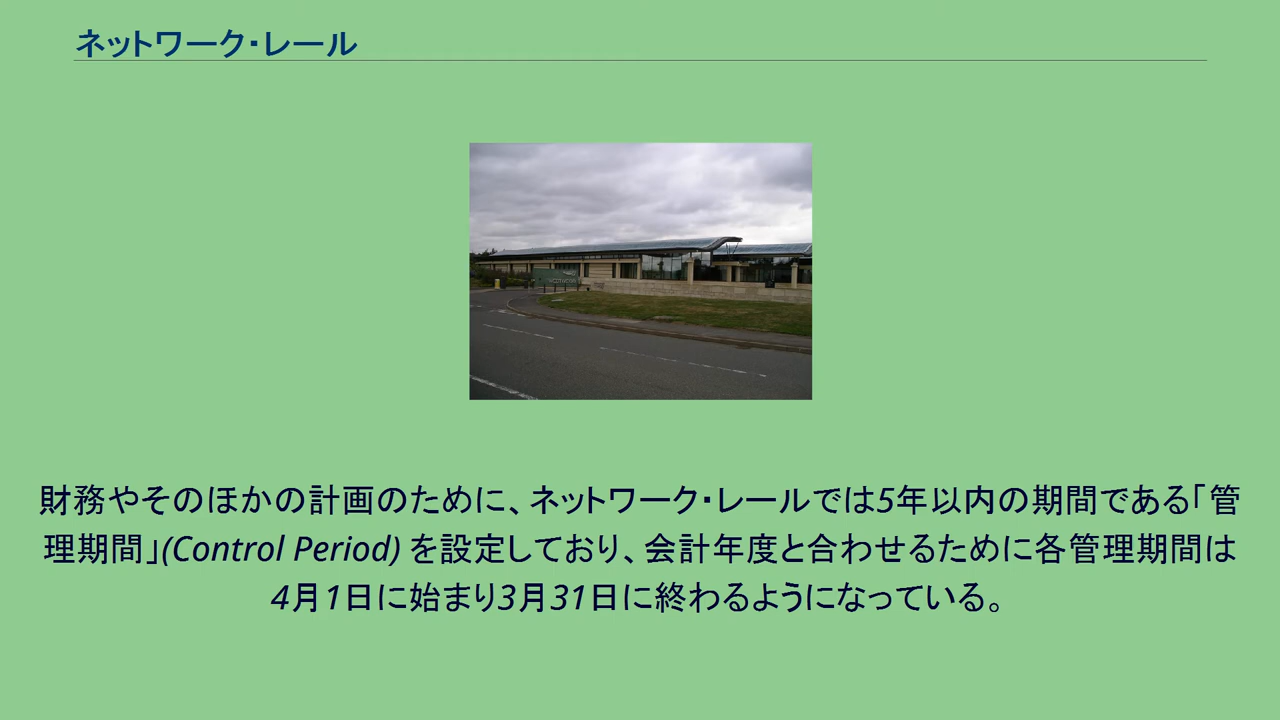 ネットワーク・レール
財務やそのほかの計画のために、ネットワーク・レールでは5年以内の期間である「管
理期間」(Control Period) を設定しており、会計年度と合わせるために各管理期間は
4月1日に始まり3月31日に終わるようになっている。